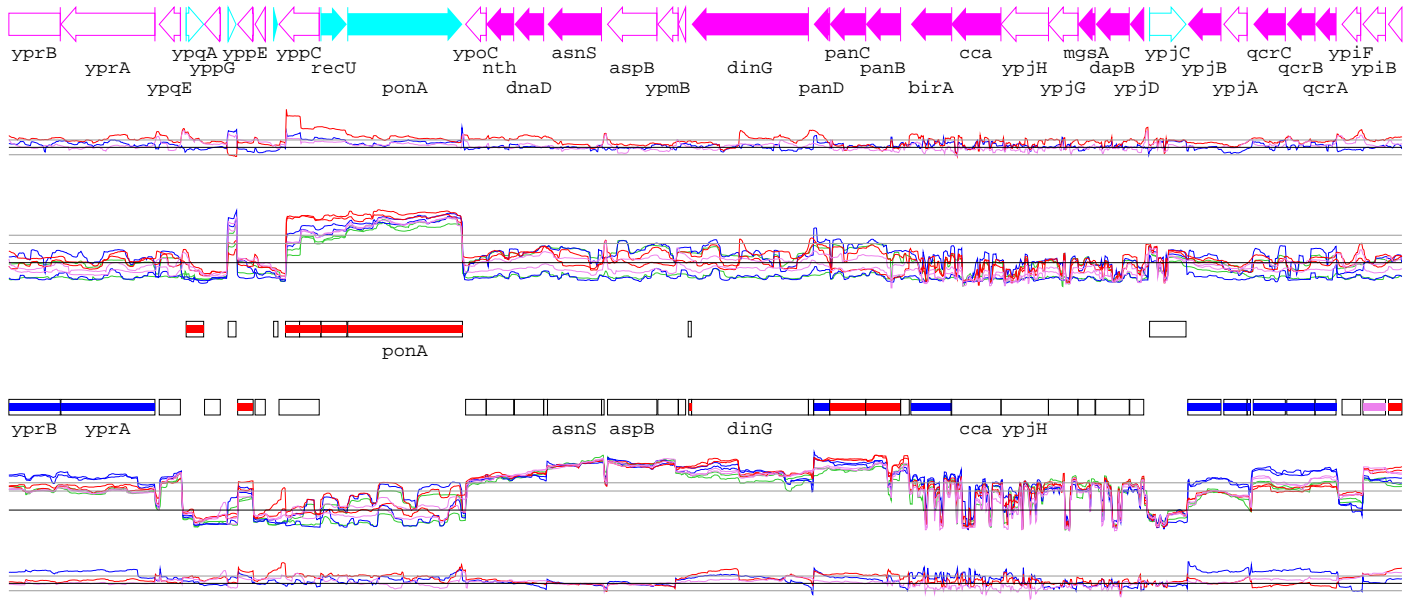 yprB ypqA yppE yppC ypoC asnS panC cca mgsA ypjC qcrC ypiF
yprA yppG recU ponA nth aspB dinG panB ypjH dapB ypjB qcrB ypiB
ypqE dnaD ypmB panD birA ypjG ypjD ypjA qcrA
ponA
yprB yprA asnS aspB dinG cca ypjH